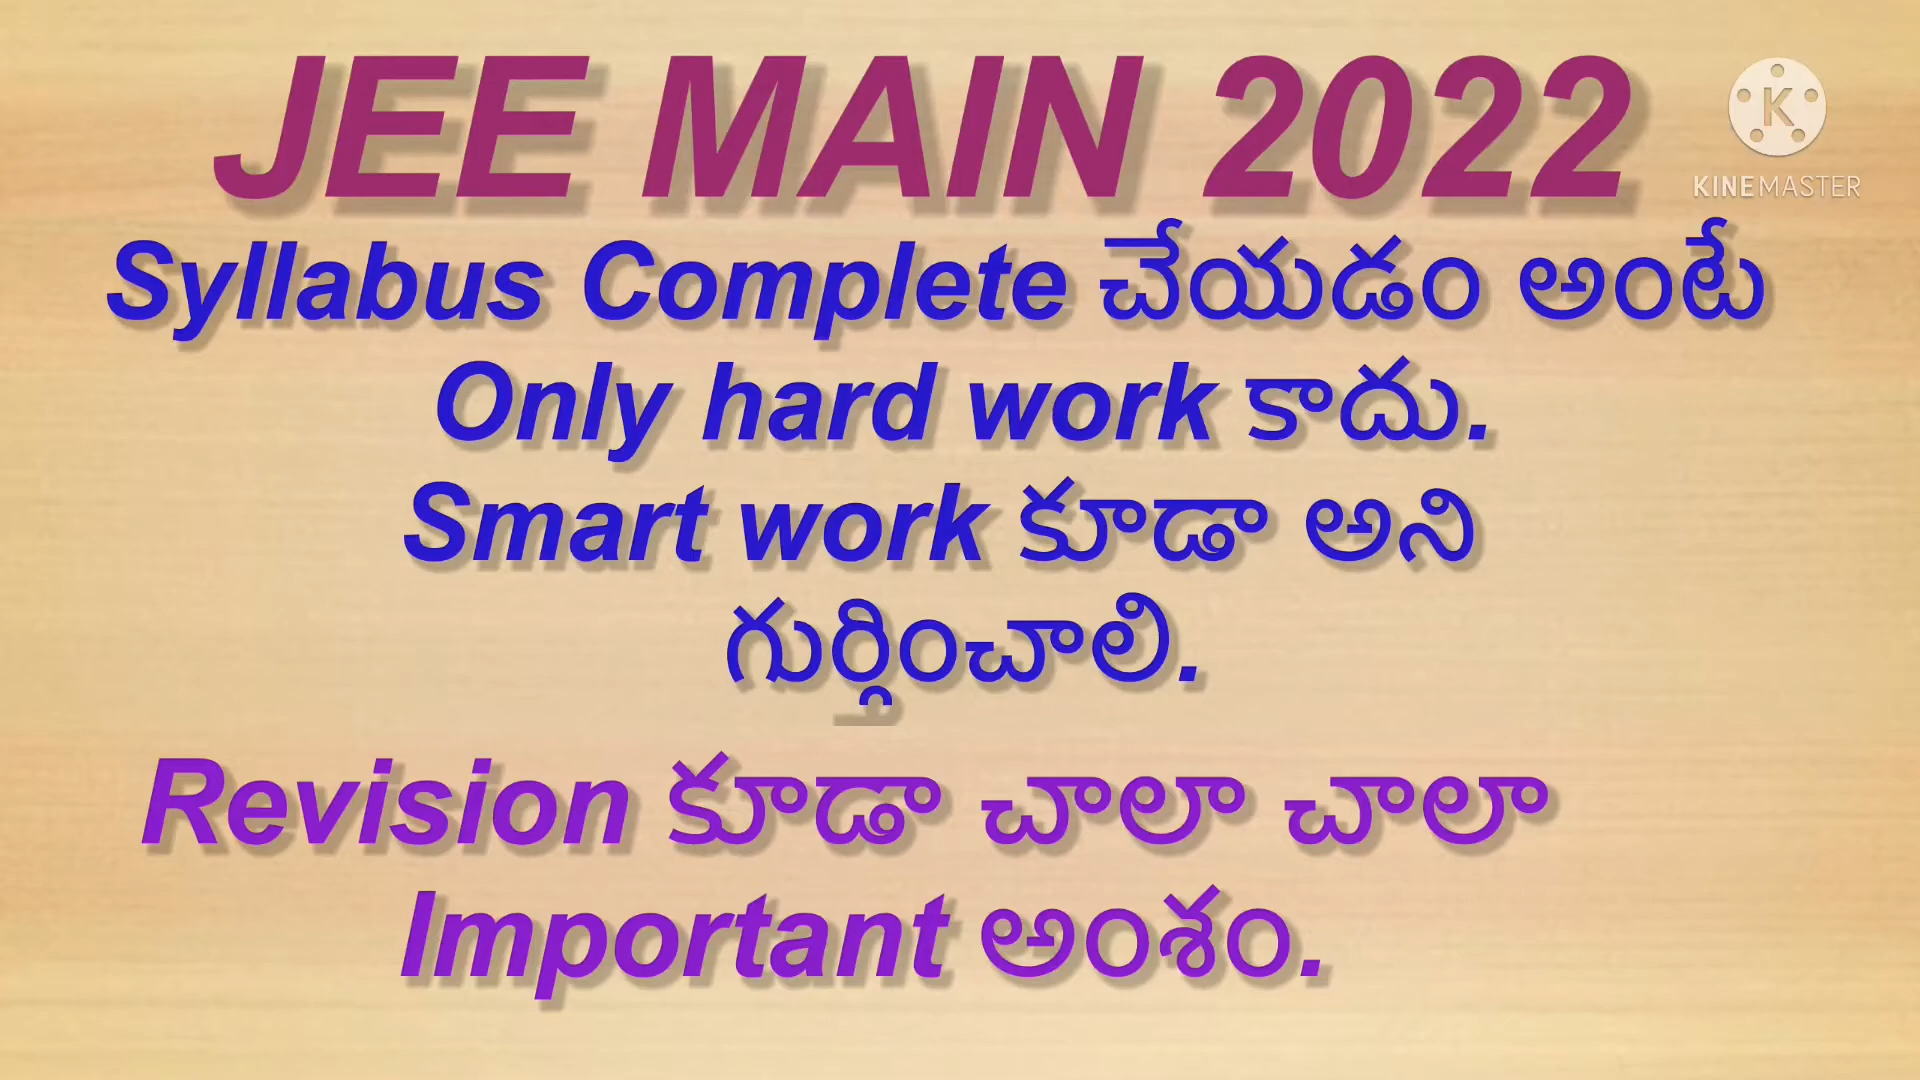 JEE MAIN 2022
K
KINEMASTER
Syllabus Complete చేయడం అంటే
Only hard work కాదు.
Smart work కూడా అని
గుర్తించాలి.
Revision కూడా చాలా చాలా
Important అంశం.